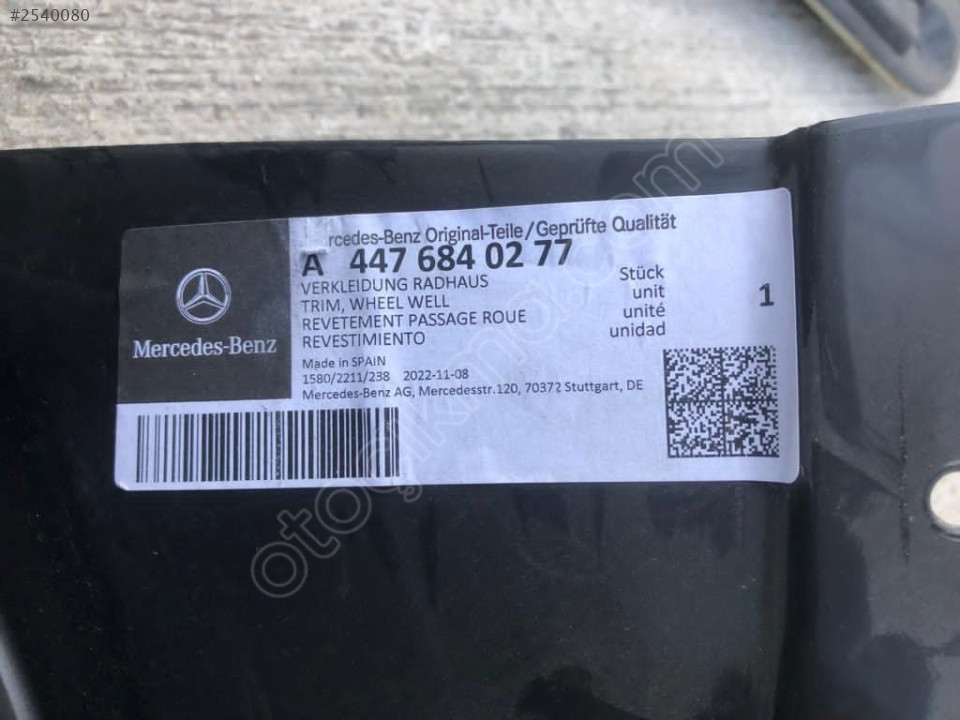 #2540080
Mercedes-Benz Original-Teile/Geprüfte Qualität
A 447 684 02 77
VERKLEIDUNG RADHAUS
TRIM, WHEEL WELL
REVETEMENT PASSAGE ROUE
REVESTIMIENTO
Stück
unit
unité
unidad
1
Mercedes-Benz
Made in SPAIN
1580/2211/238 2022-11-08
Mercedes-Benz AG, Mercedesstr.120, 70372 Stuttgart, DE
otocikma.com